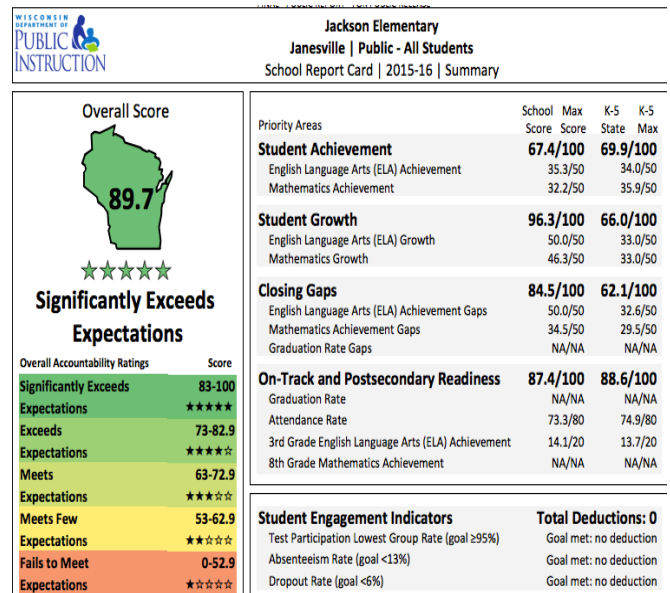 WISCONSIN
DEPARTMENT OF
PUBLIC
INSTRUCTION
Jackson Elementary
Janesville | Public - All Students
School Report Card | 2015-16 | Summary
Overall Score
89.7
★★★★★
Significantly Exceeds
Expectations
Overall Accountability Ratings Score
Significantly Exceeds 83-100
Expectations ★★★★★
Exceeds 73-82.9
Expectations ★★★★☆
Meets 63-72.9
Expectations ★★★☆☆
Meets Few 53-62.9
Expectations ★★☆☆☆
Fails to Meet 0-52.9
Expectations ★☆☆☆☆
School Max K-5 K-5
Priority Areas Score Score State Max
Student Achievement 67.4/100 69.9/100
English Language Arts (ELA) Achievement 35.3/50 34.0/50
Mathematics Achievement 32.2/50 35.9/50
Student Growth 96.3/100 66.0/100
English Language Arts (ELA) Growth 50.0/50 33.0/50
Mathematics Growth 46.3/50 33.0/50
Closing Gaps 84.5/100 62.1/100
English Language Arts (ELA) Achievement Gaps 50.0/50 32.6/50
Mathematics Achievement Gaps 34.5/50 29.5/50
Graduation Rate Gaps NA/NA NA/NA
On-Track and Postsecondary Readiness 87.4/100 88.6/100
Graduation Rate NA/NA NA/NA
Attendance Rate 73.3/80 74.9/80
3rd Grade English Language Arts (ELA) Achievement 14.1/20 13.7/20
8th Grade Mathematics Achievement NA/NA NA/NA
Student Engagement Indicators Total Deductions: 0
Test Participation Lowest Group Rate (goal ≥95%) Goal met: no deduction
Absenteeism Rate (goal <13%) Goal met: no deduction
Dropout Rate (goal <6%) Goal met: no deduction